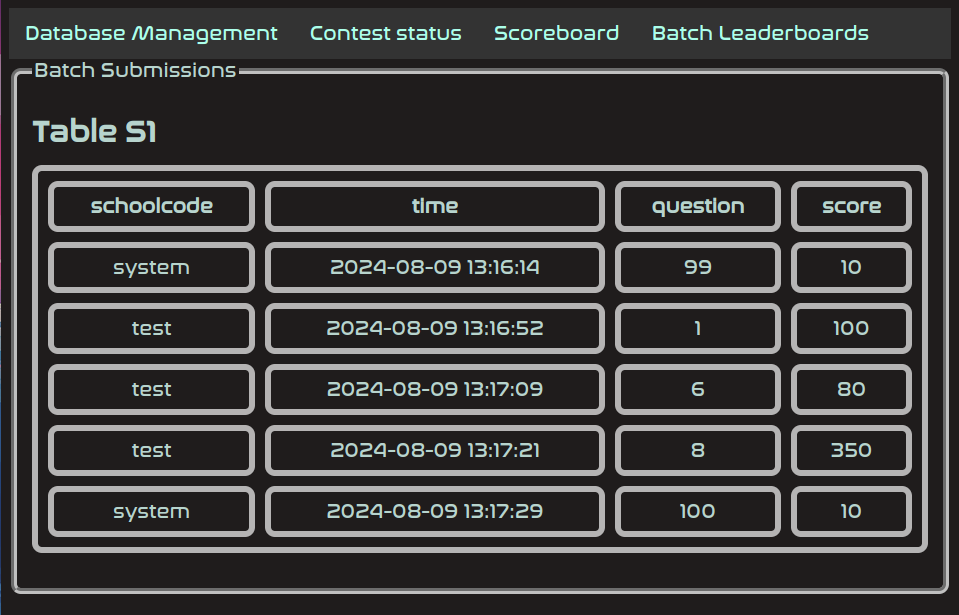 Database Management Contest status Scoreboard Batch Leaderboards
Batch Submissions
Table S1
schoolcode time question score
system 2024-08-09 13:16:14 99 10
test 2024-08-09 13:16:52 1 100
test 2024-08-09 13:17:09 6 80
test 2024-08-09 13:17:21 8 350
system 2024-08-09 13:17:29 100 10